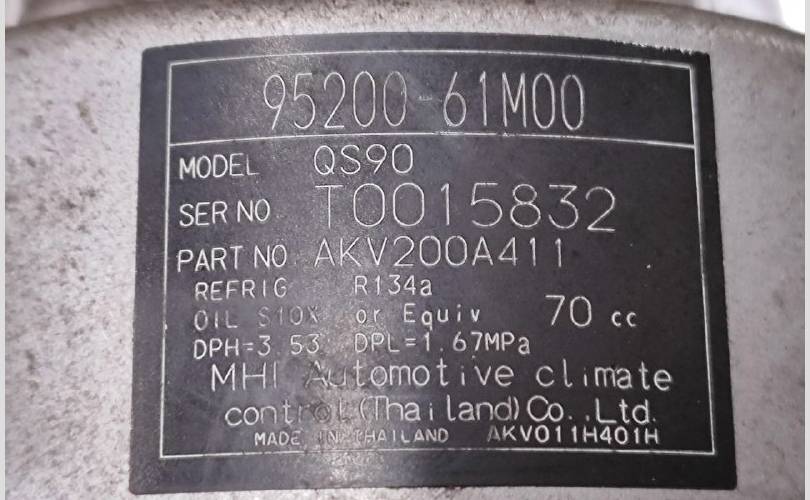 95200-61M00
MODEL QS90
SER NO T0015832
PART NO. AKV200A411
REFRIG R134a
OIL S10X or Equiv 70 cc
DPH=3.53 DPL=1.67MPa
MHI Automotive climate
control(Thailand)Co.,Ltd.
MADE IN THAILAND AKV011H401H